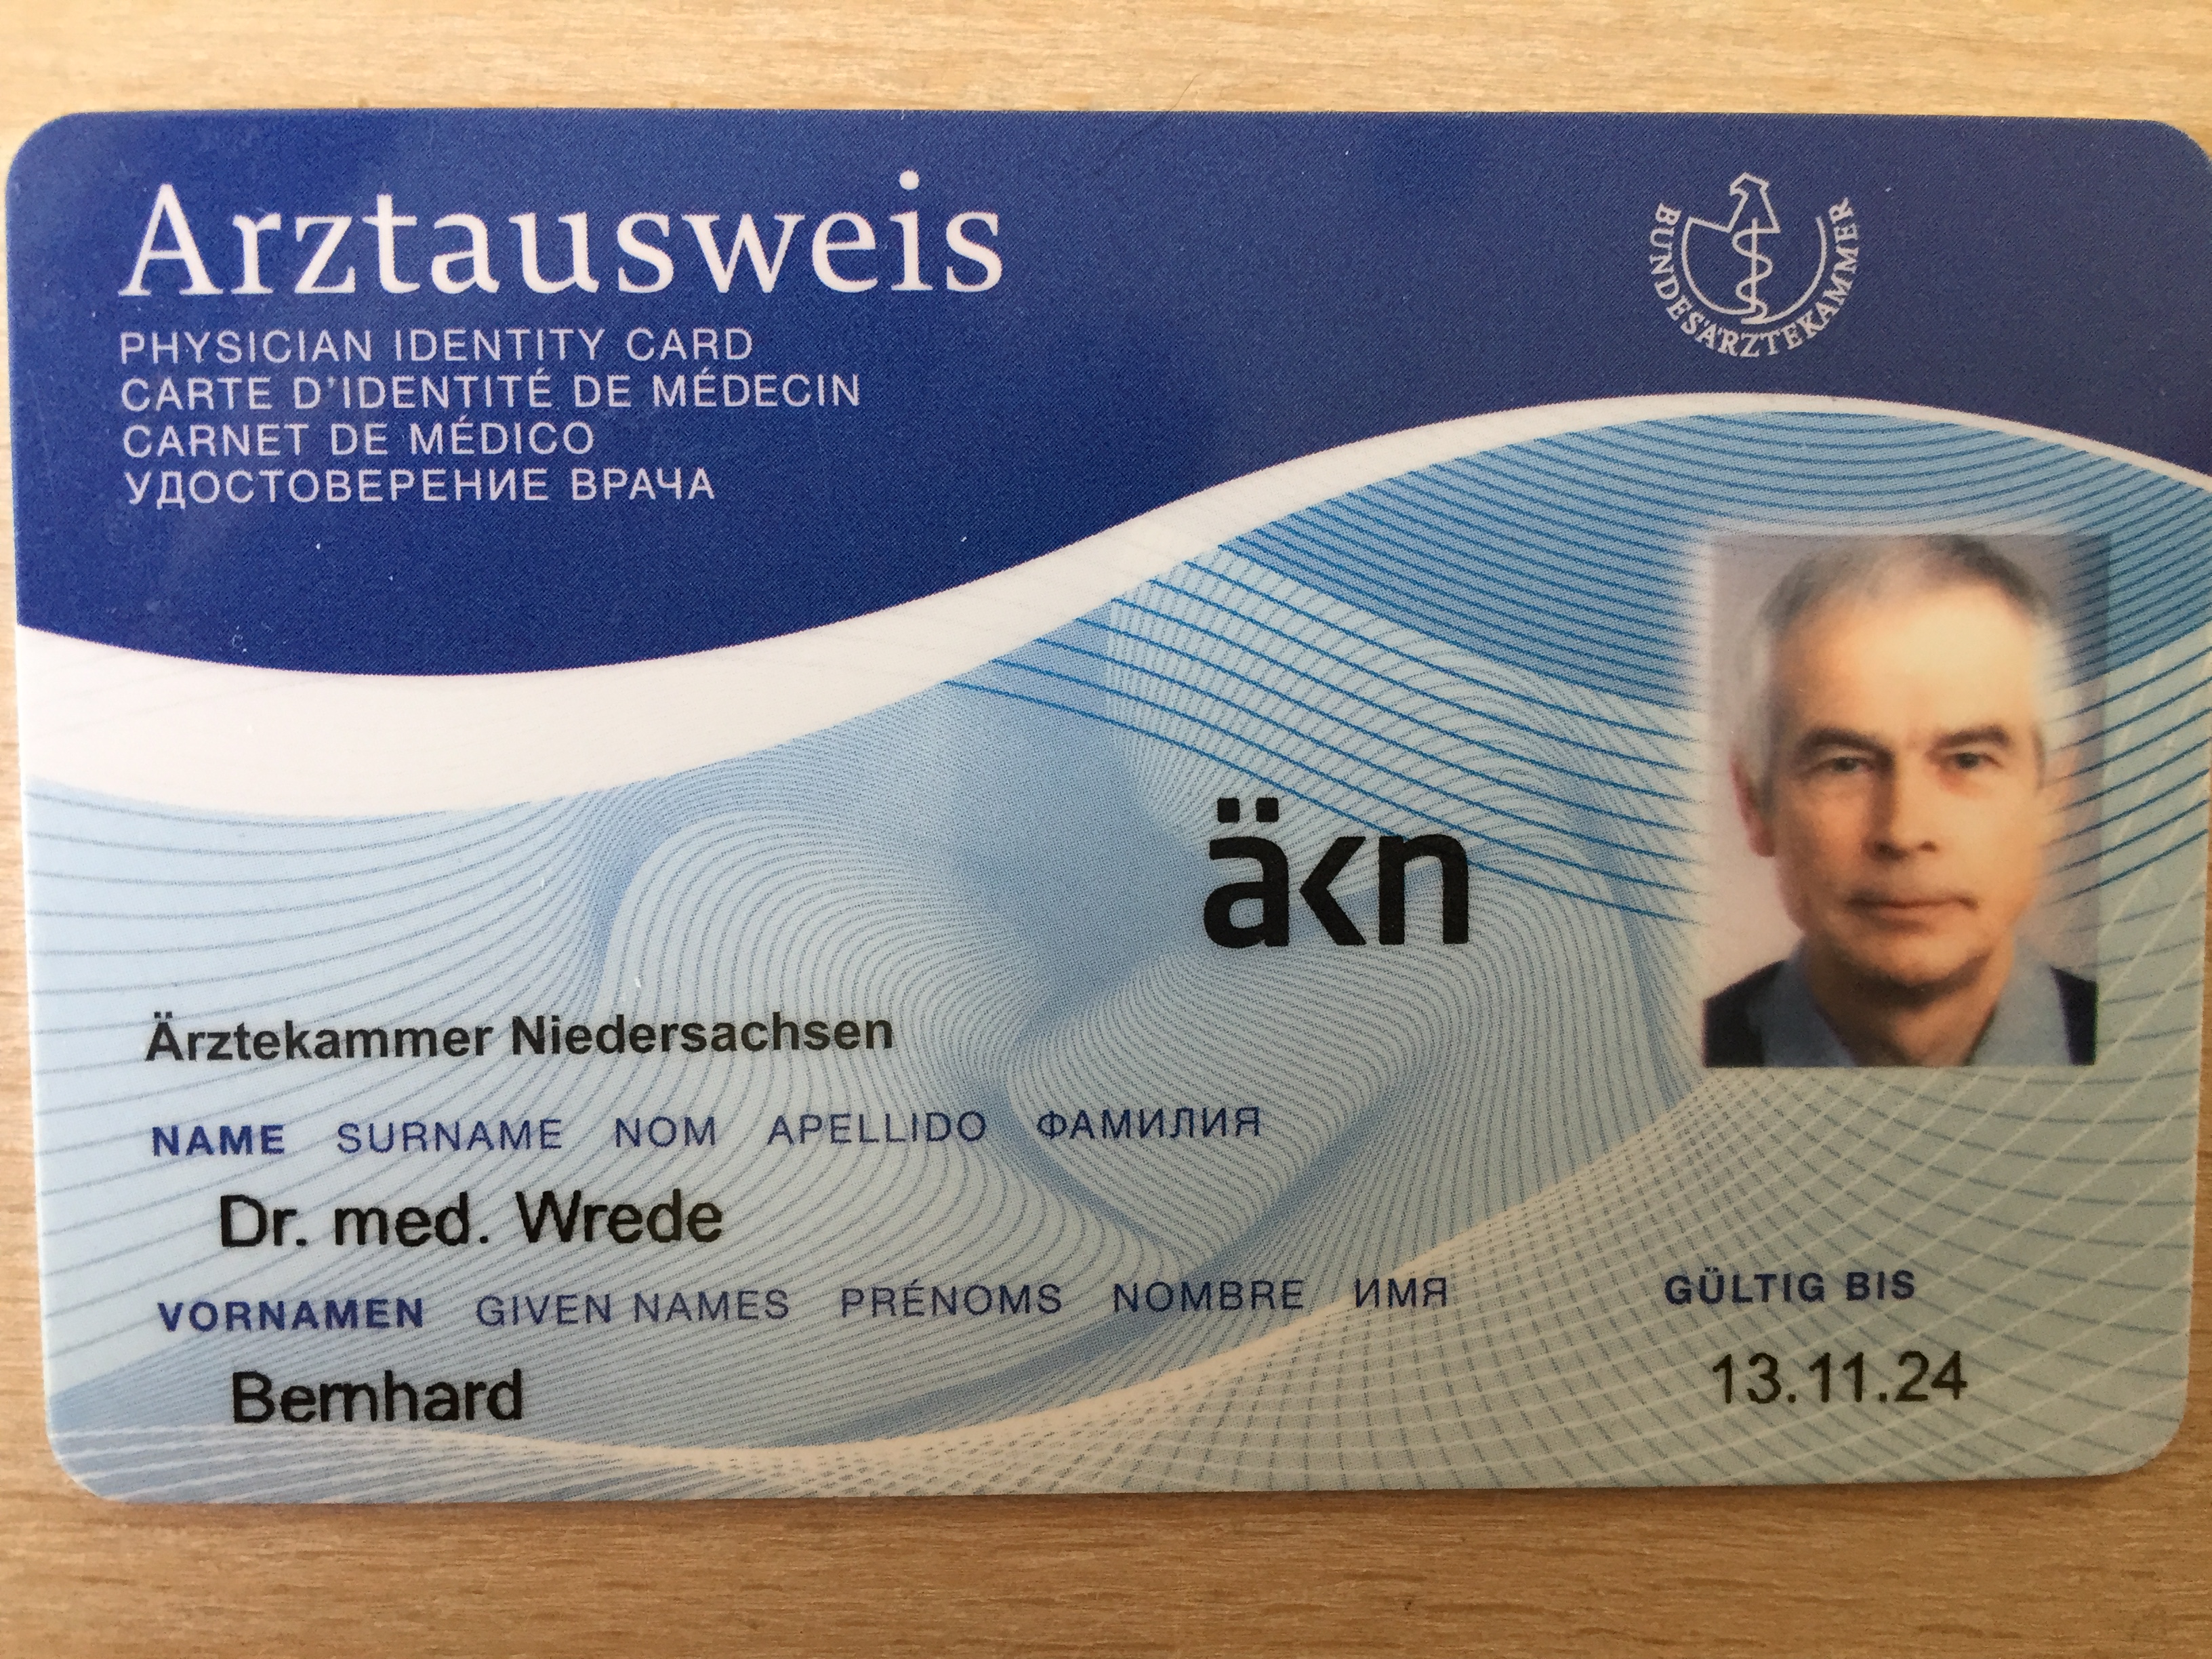 Arztausweis
PHYSICIAN IDENTITY CARD
CARTE D'IDENTITÉ DE MÉDECIN
CARNET DE MÉDICO
УДОСТОВЕРЕНИЕ ВРАЧА
BUNDESÄRZTEKAMMER
äkn
Ärztekammer Niedersachsen
NAME SURNAME NOM APELLIDO ФАМИЛИЯ
Dr. med. Wrede
VORNAMEN GIVEN NAMES PRÉNOMS NOMBRE ИМЯ
Bernhard
GÜLTIG BIS
13.11.24